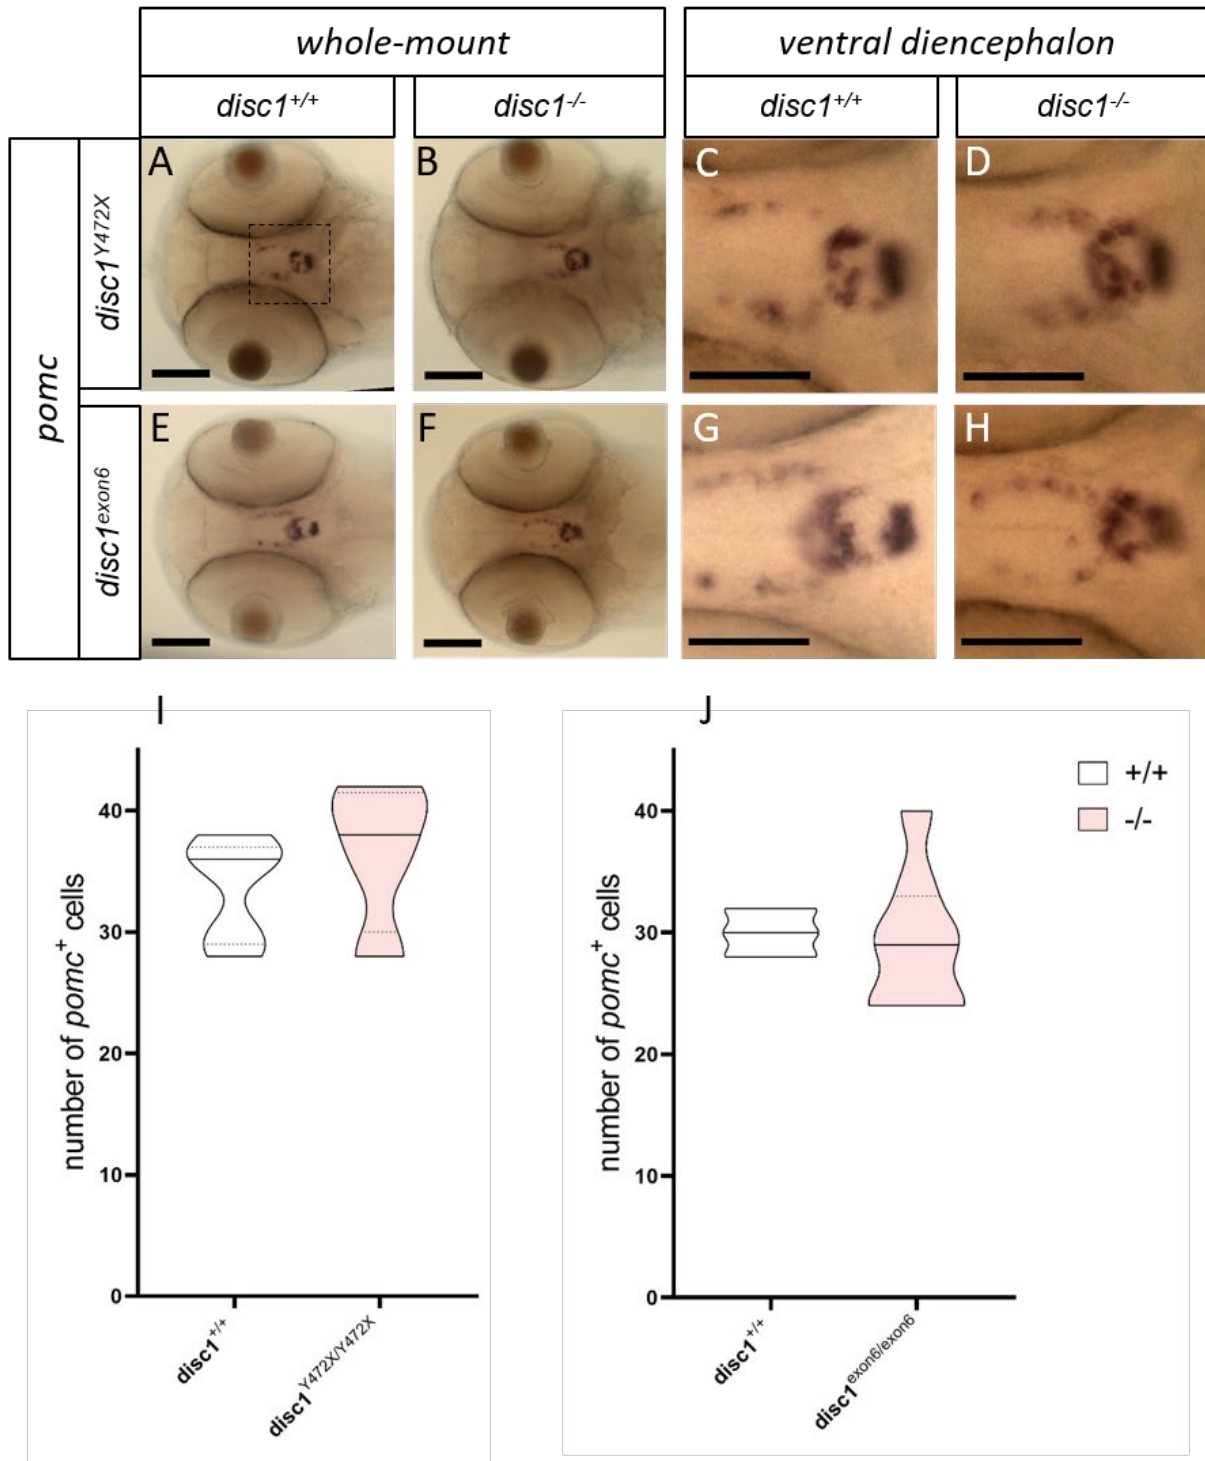 whole-mount
ventral diencephalon
disc1+/+
disc1-/-
disc1+/+
disc1-/-
pomc
disc1Y472X
A
B
C
D
disc1exon6
E
F
G
H
I
number of pomc+ cells
40
30
20
10
0
disc1+/+
disc1Y472X/Y472X
J
+/+
-/-
number of pomc+ cells
40
30
20
10
0
disc1+/+
disc1exon6/exon6